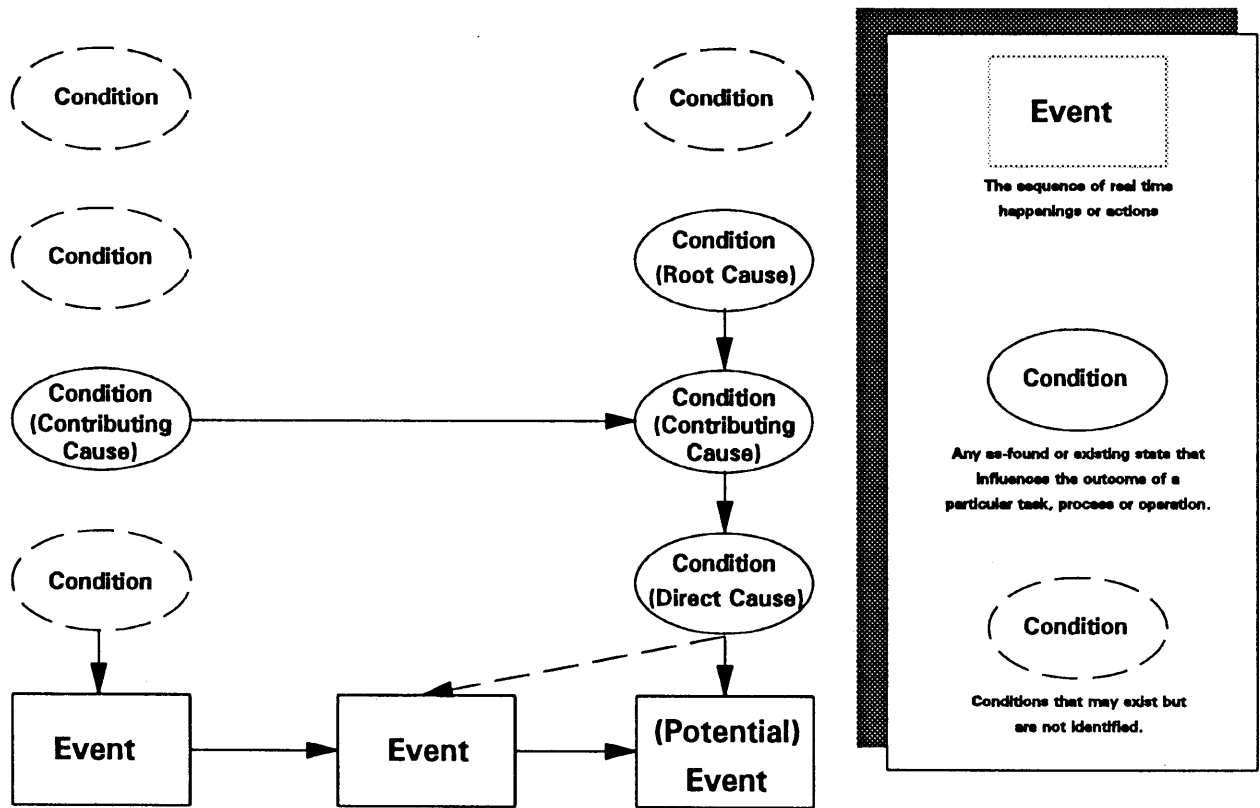 Condition
Condition
Condition
(Contributing
Cause)
Condition
Event
Event
Condition
Condition
(Root Cause)
Condition
(Contributing
Cause)
Condition
(Direct Cause)
(Potential)
Event
Event
The sequence of real time
happenings or actions
Condition
Any as-found or existing state that
influences the outcome of a
particular task, process or operation.
Condition
Conditions that may exist but
are not identified.